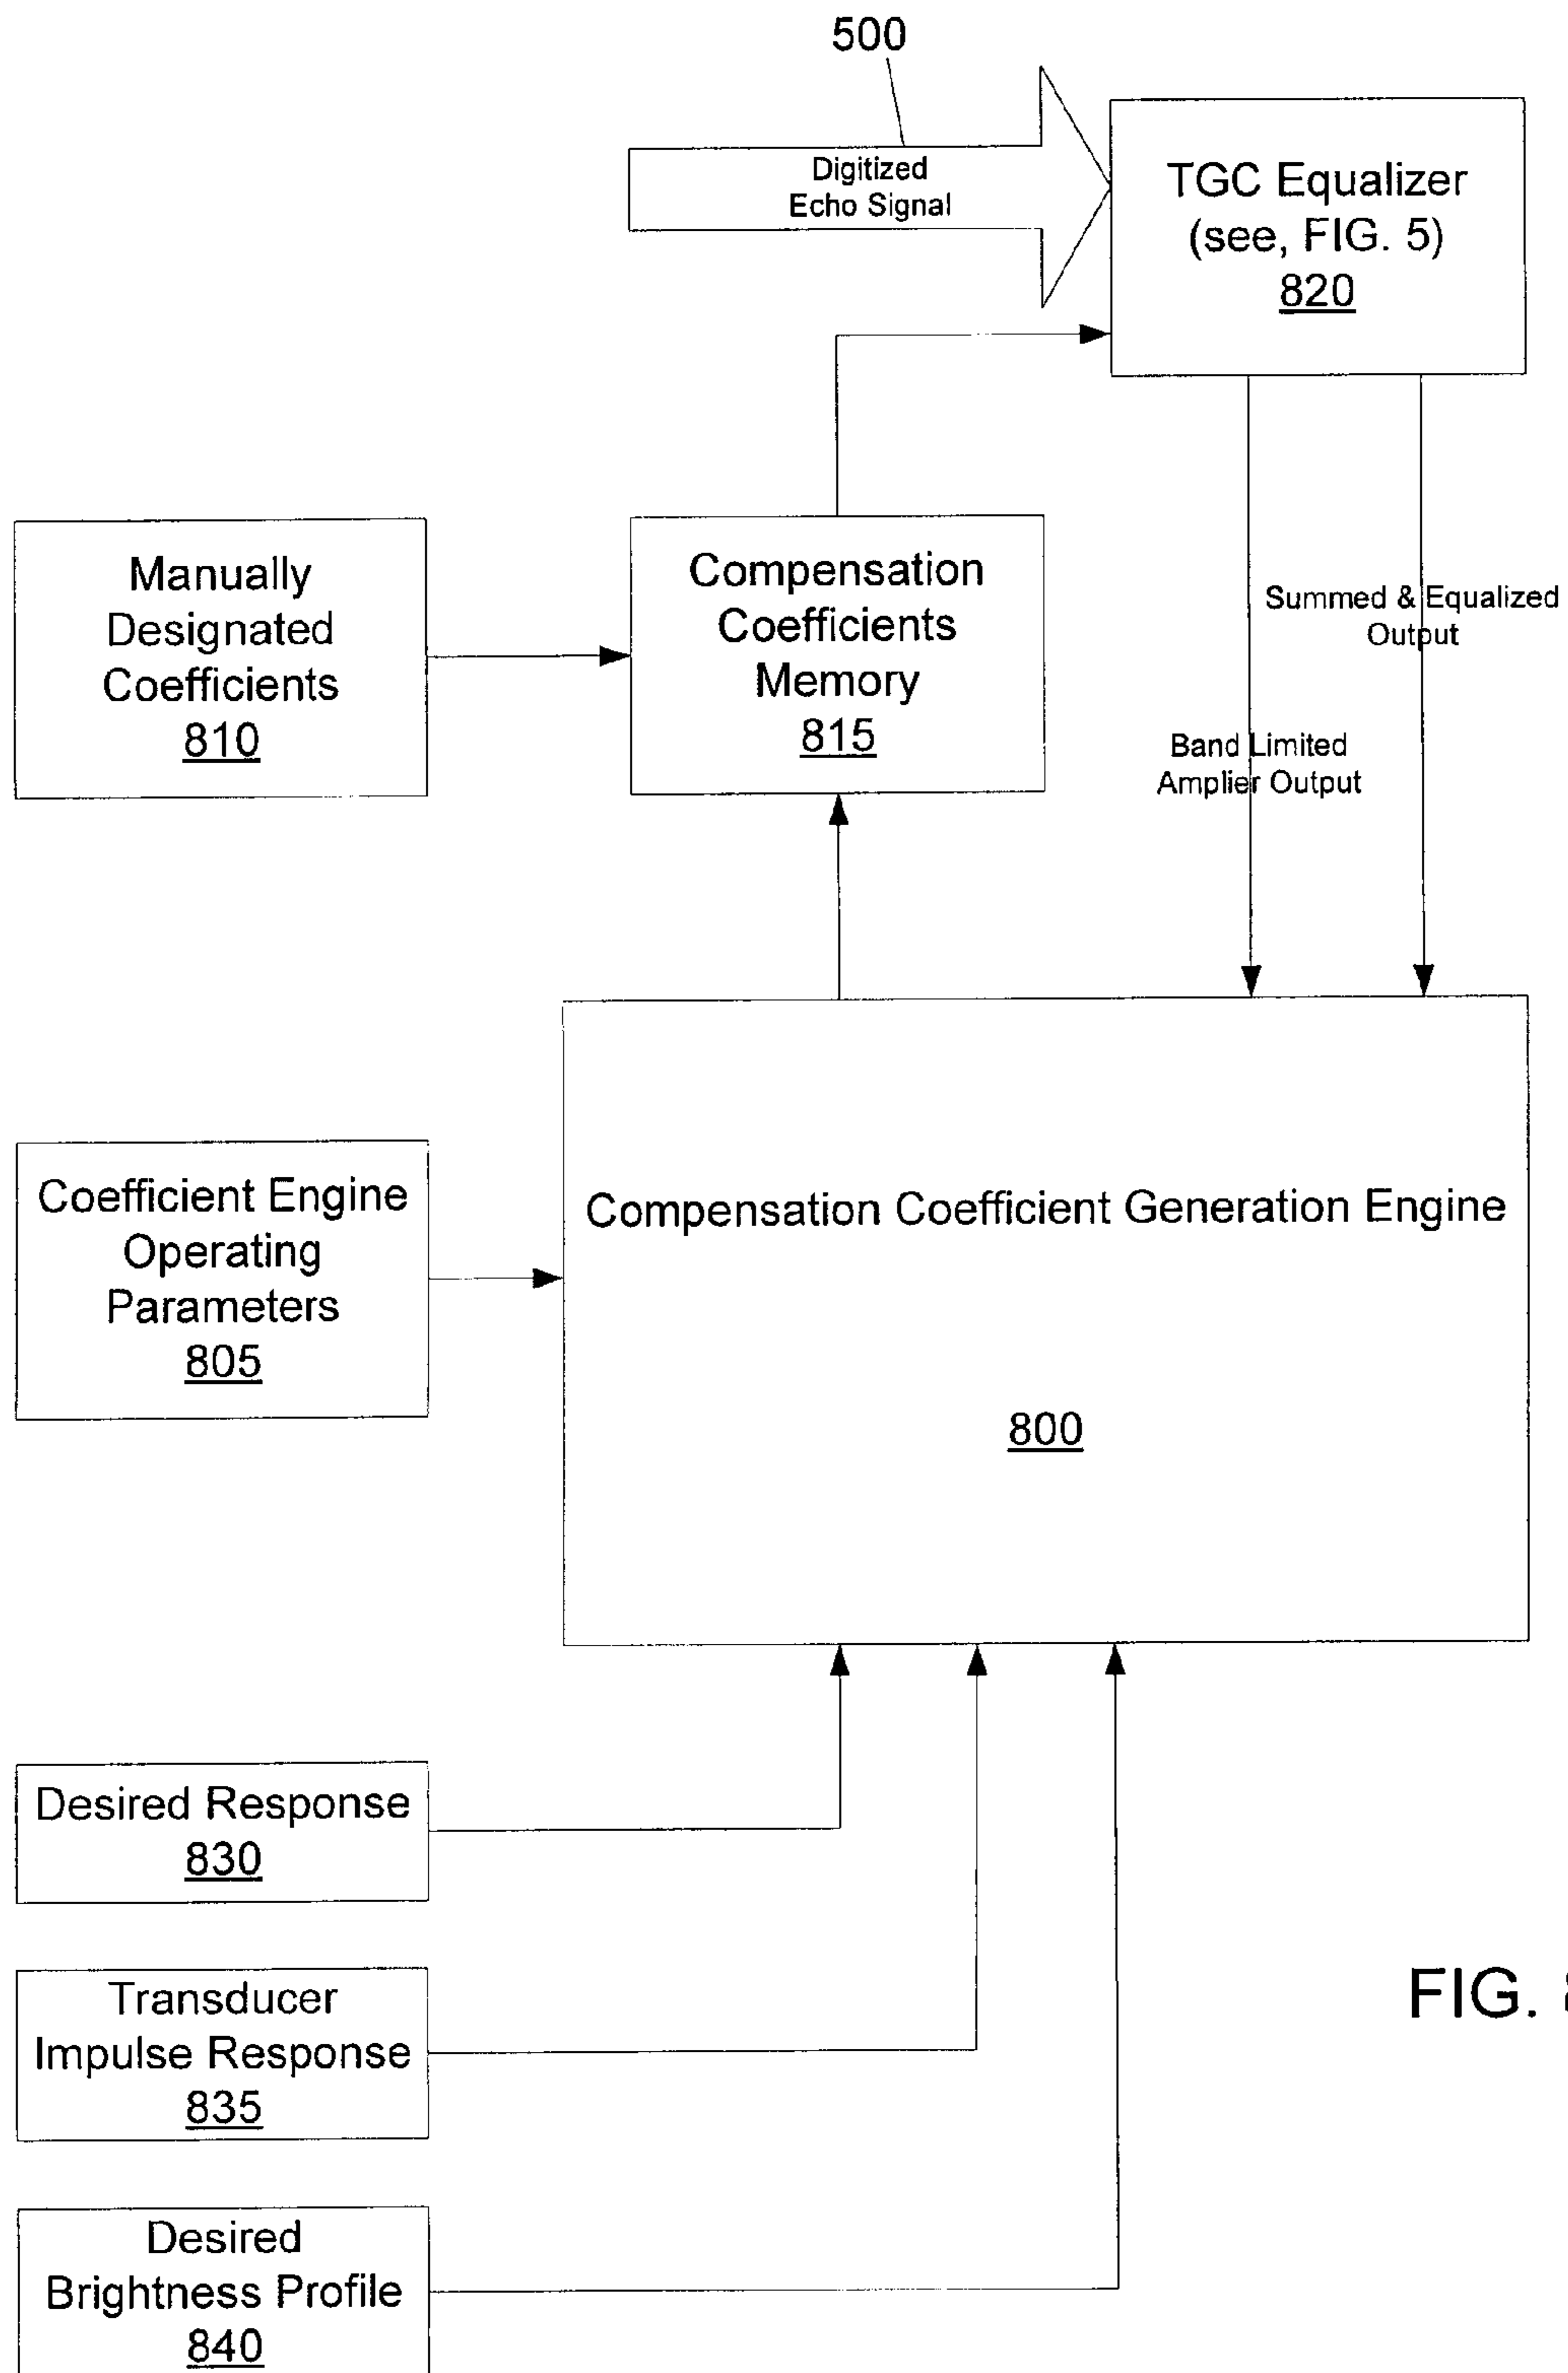 500
Digitized
Echo Signal
TGC Equalizer
(see, FIG. 5)
820
Manually
Designated
Coefficients
810
Compensation
Coefficients
Memory
815
Summed & Equalized
Output
Band Limited
Amplier Output
Coefficient Engine
Operating
Parameters
805
Compensation Coefficient Generation Engine
800
Desired Response
830
Transducer
Impulse Response
835
FIG. 8
Desired
Brightness Profile
840